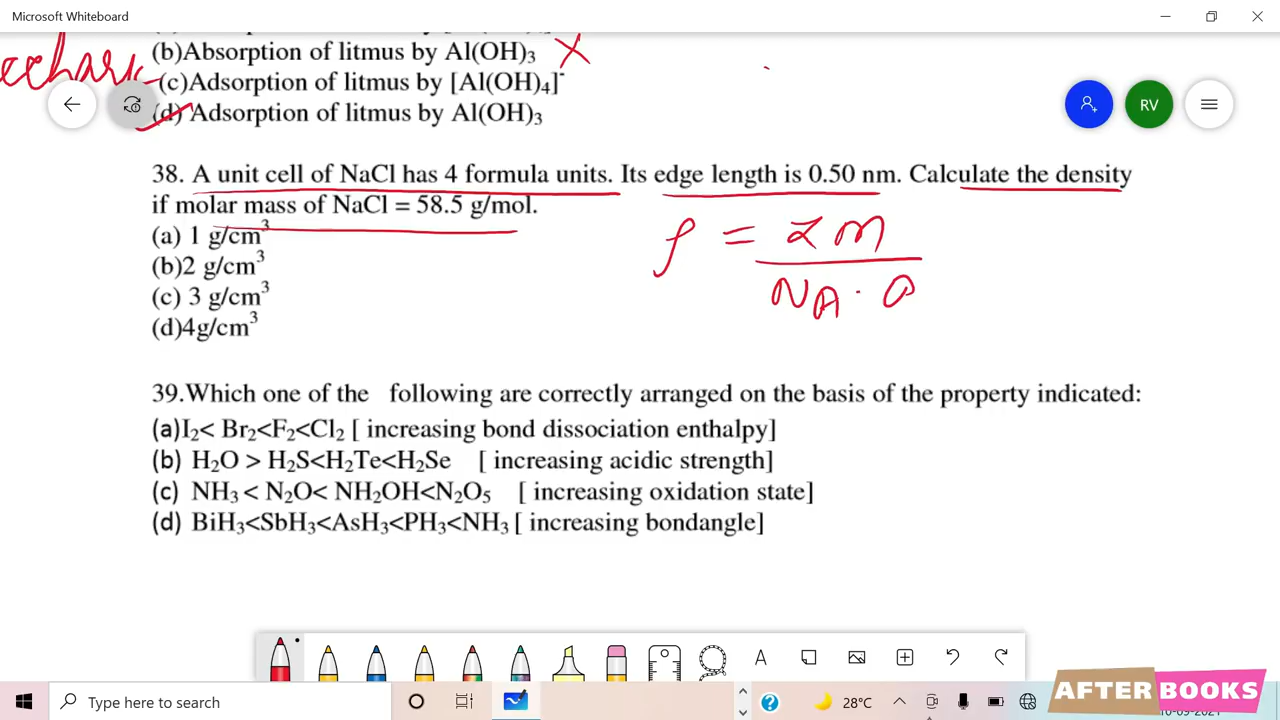 Microsoft Whiteboard
(b)Absorption of litmus by Al(OH)₃ X
(c)Adsorption of litmus by [Al(OH)₄]⁻
(d) Adsorption of litmus by Al(OH)₃
RV
38. A unit cell of NaCl has 4 formula units. Its edge length is 0.50 nm. Calculate the density
if molar mass of NaCl = 58.5 g/mol.
(a) 1 g/cm³
(b)2 g/cm³
(c) 3 g/cm³
(d)4g/cm³
ρ = Z M
N_A · a
39.Which one of the following are correctly arranged on the basis of the property indicated:
(a)I₂< Br₂<F₂<Cl₂ [ increasing bond dissociation enthalpy]
(b) H₂O > H₂S<H₂Te<H₂Se [ increasing acidic strength]
(c) NH₃ < N₂O< NH₂OH<N₂O₅ [ increasing oxidation state]
(d) BiH₃<SbH₃<AsH₃<PH₃<NH₃ [ increasing bondangle]
A
Type here to search
28°C
AFTER BOOKS